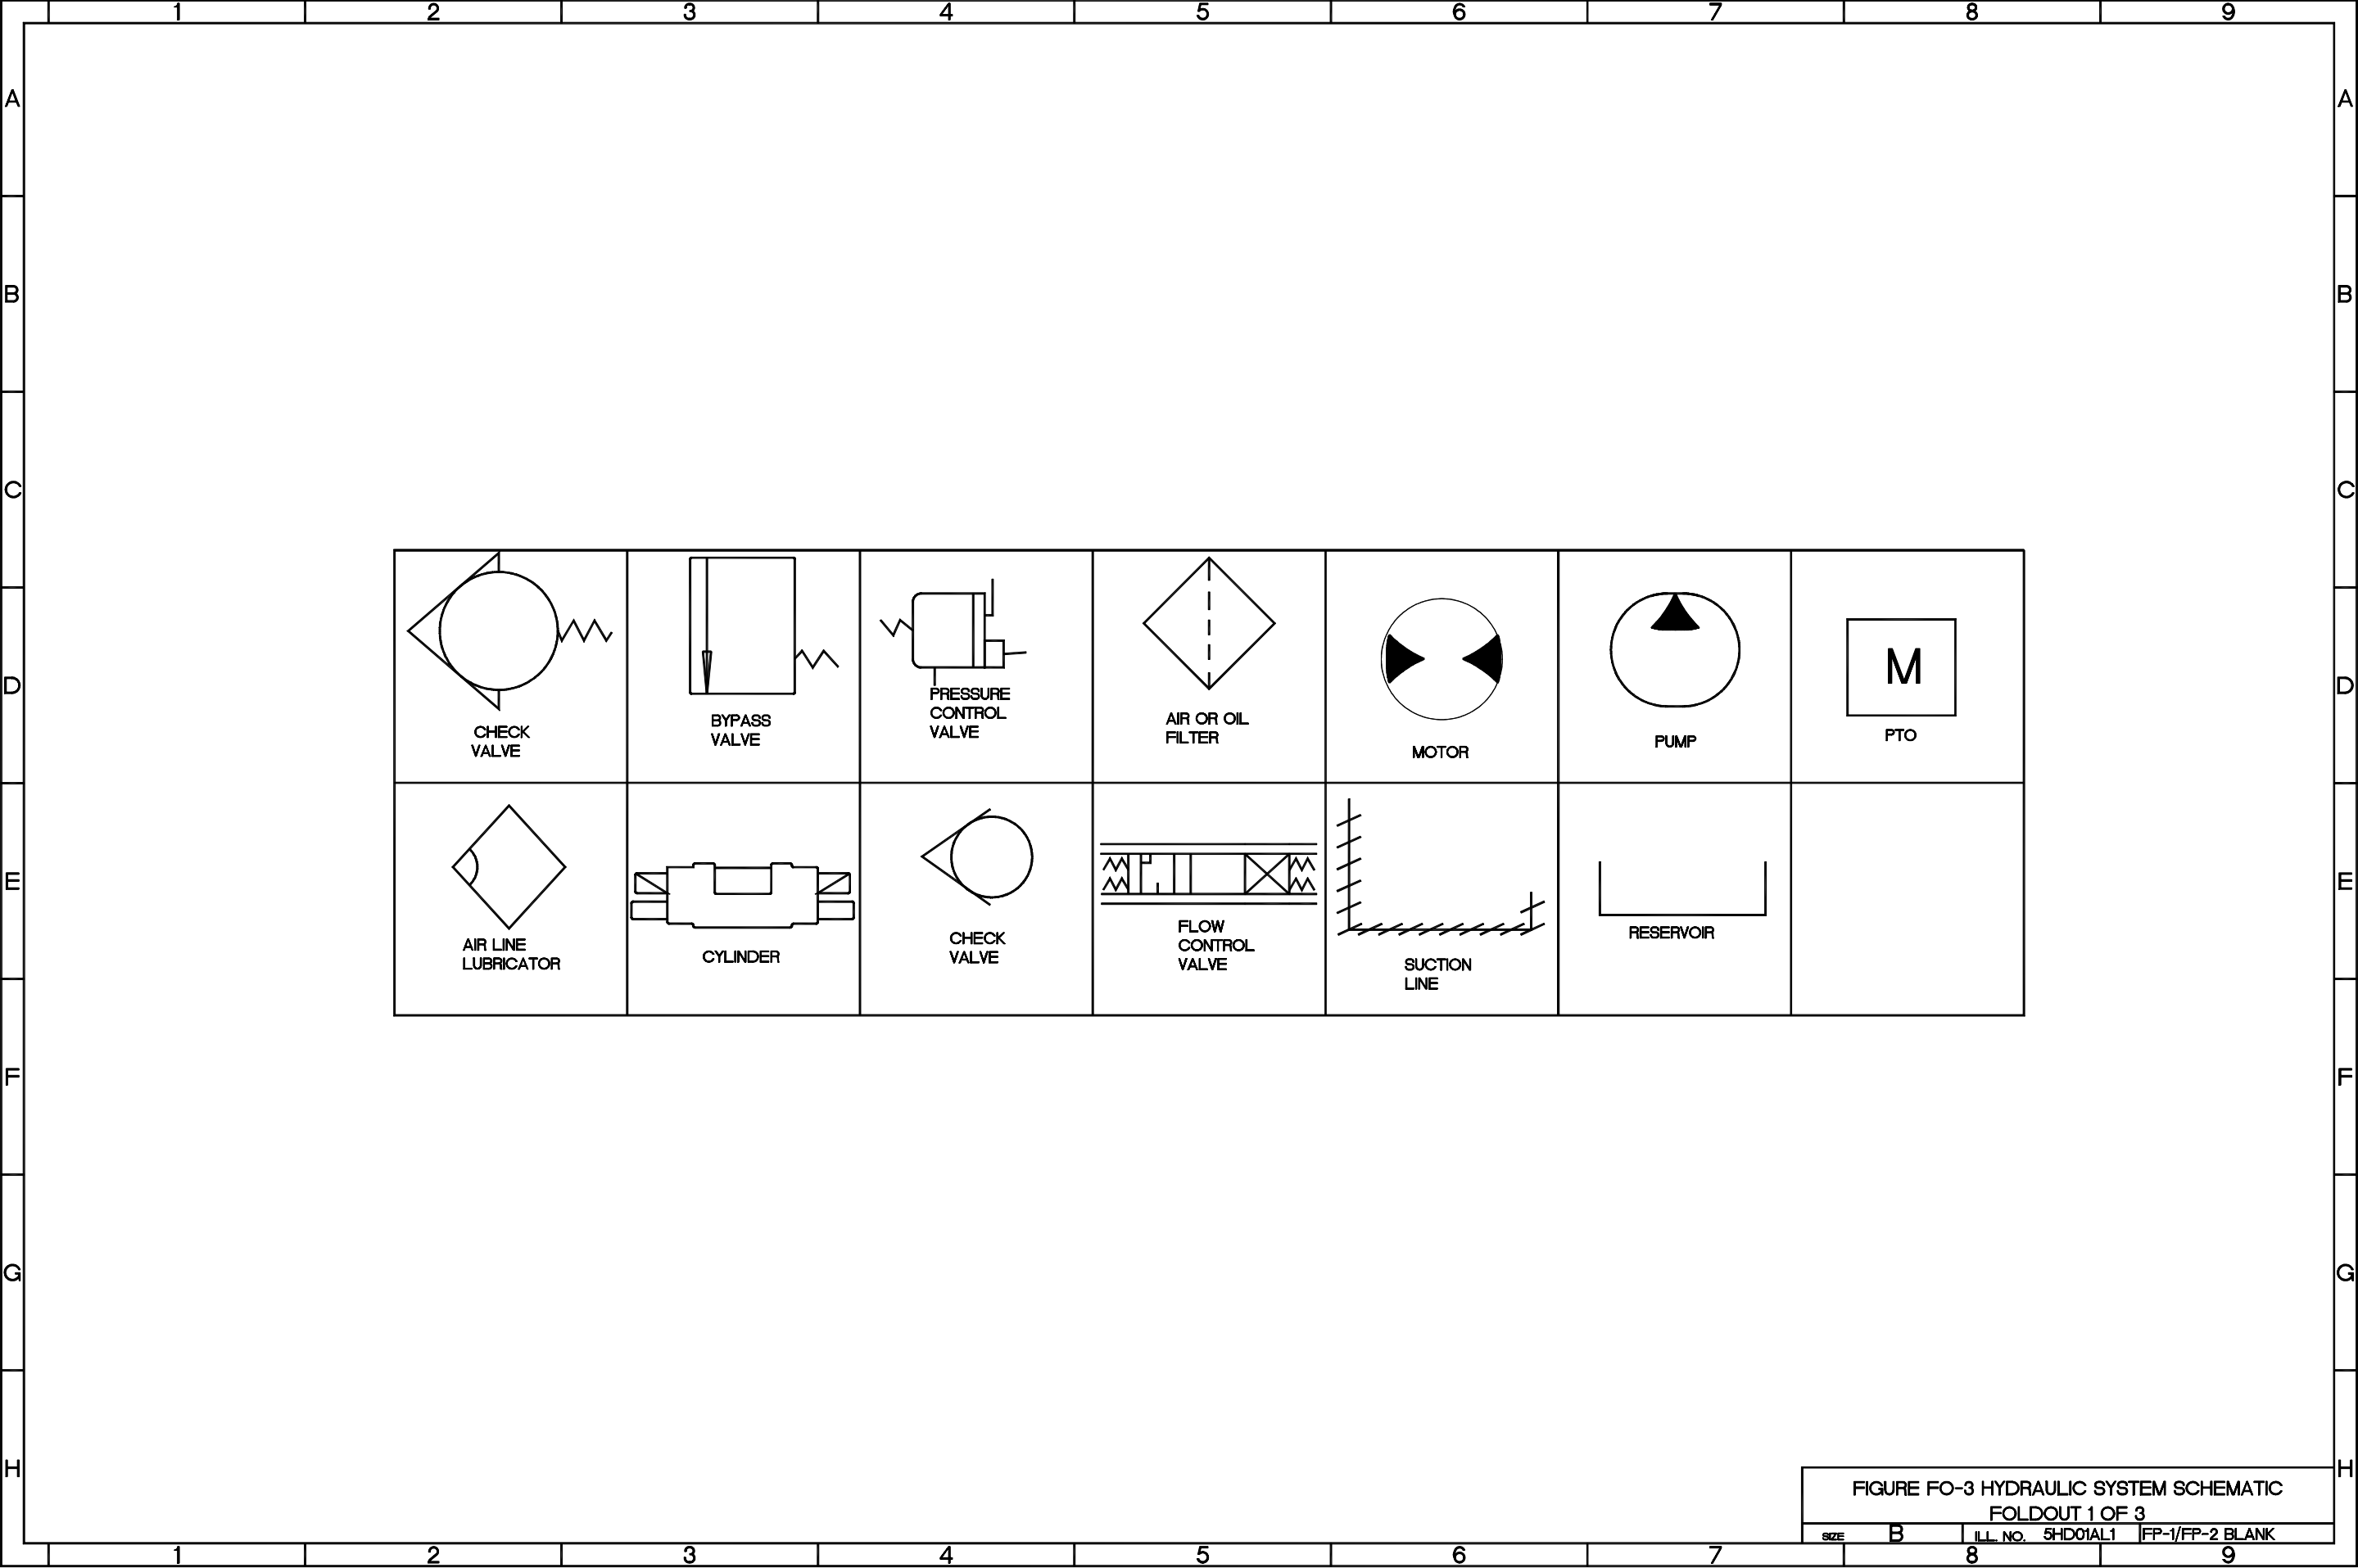 1 2 3 4 5 6 7 8 9
A A
B B
C C
CHECK
VALVE
BYPASS
VALVE
PRESSURE
CONTROL
VALVE
AIR OR OIL
FILTER
MOTOR
PUMP
M
PTO
D D
AIR LINE
LUBRICATOR
CYLINDER
CHECK
VALVE
FLOW
CONTROL
VALVE
SUCTION
LINE
RESERVOIR
E E
F F
G G
H H
FIGURE FO-3 HYDRAULIC SYSTEM SCHEMATIC
FOLDOUT 1 OF 3
SIZE B ILL. NO. 5HD01AL1 FP-1/FP-2 BLANK
1 2 3 4 5 6 7 8 9